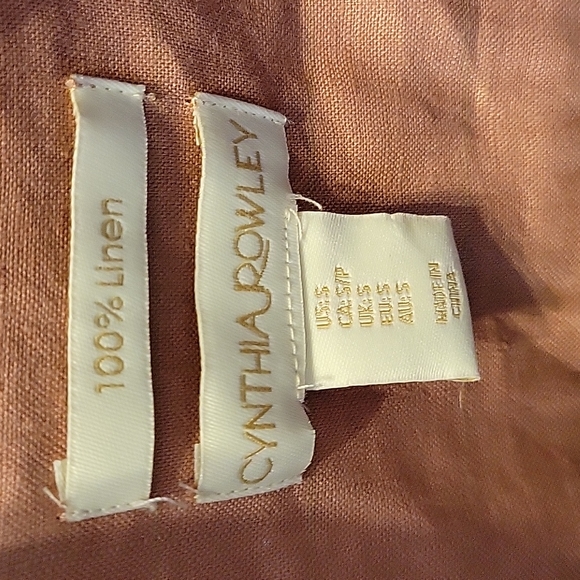 100% Linen
CYNTHIA ROWLEY
US: S
CA: S/P
UK: S
EU: S
AU: S
MADE IN
CHINA